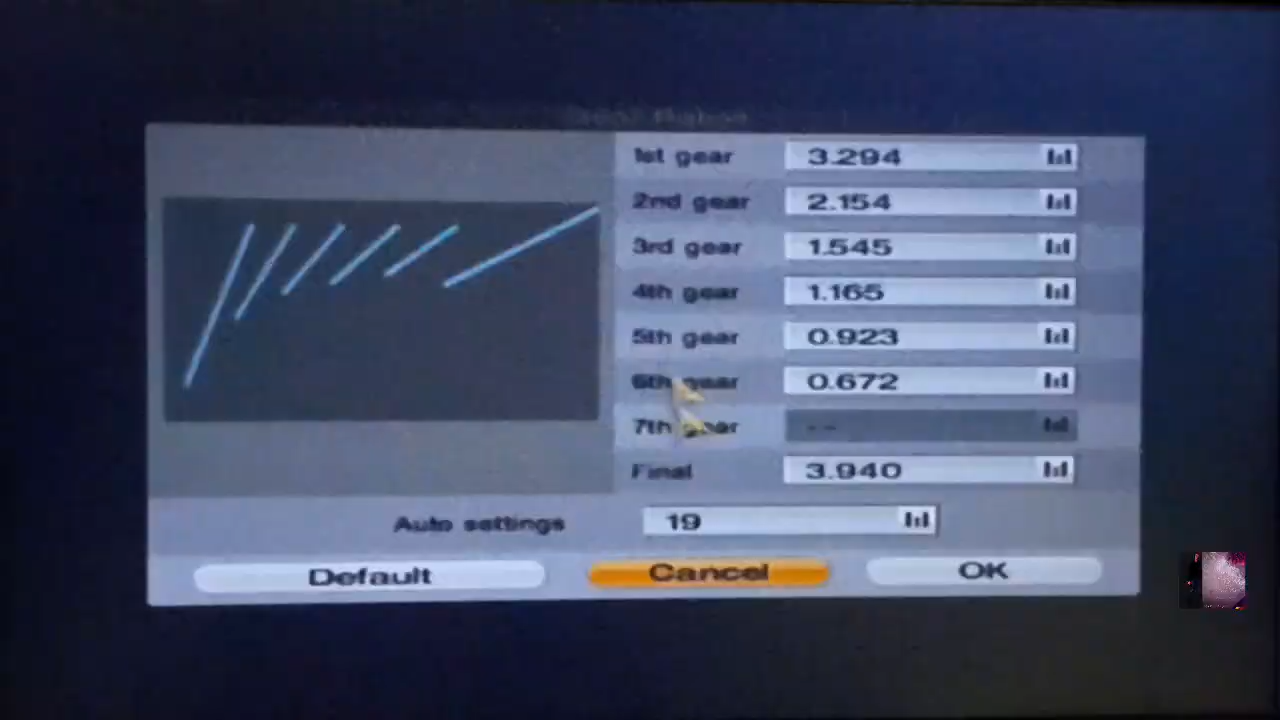 1st gear 3.294
2nd gear 2.154
3rd gear 1.545
4th gear 1.165
5th gear 0.923
6th gear 0.672
7th gear --
Final 3.940
Auto settings 19
Default Cancel OK